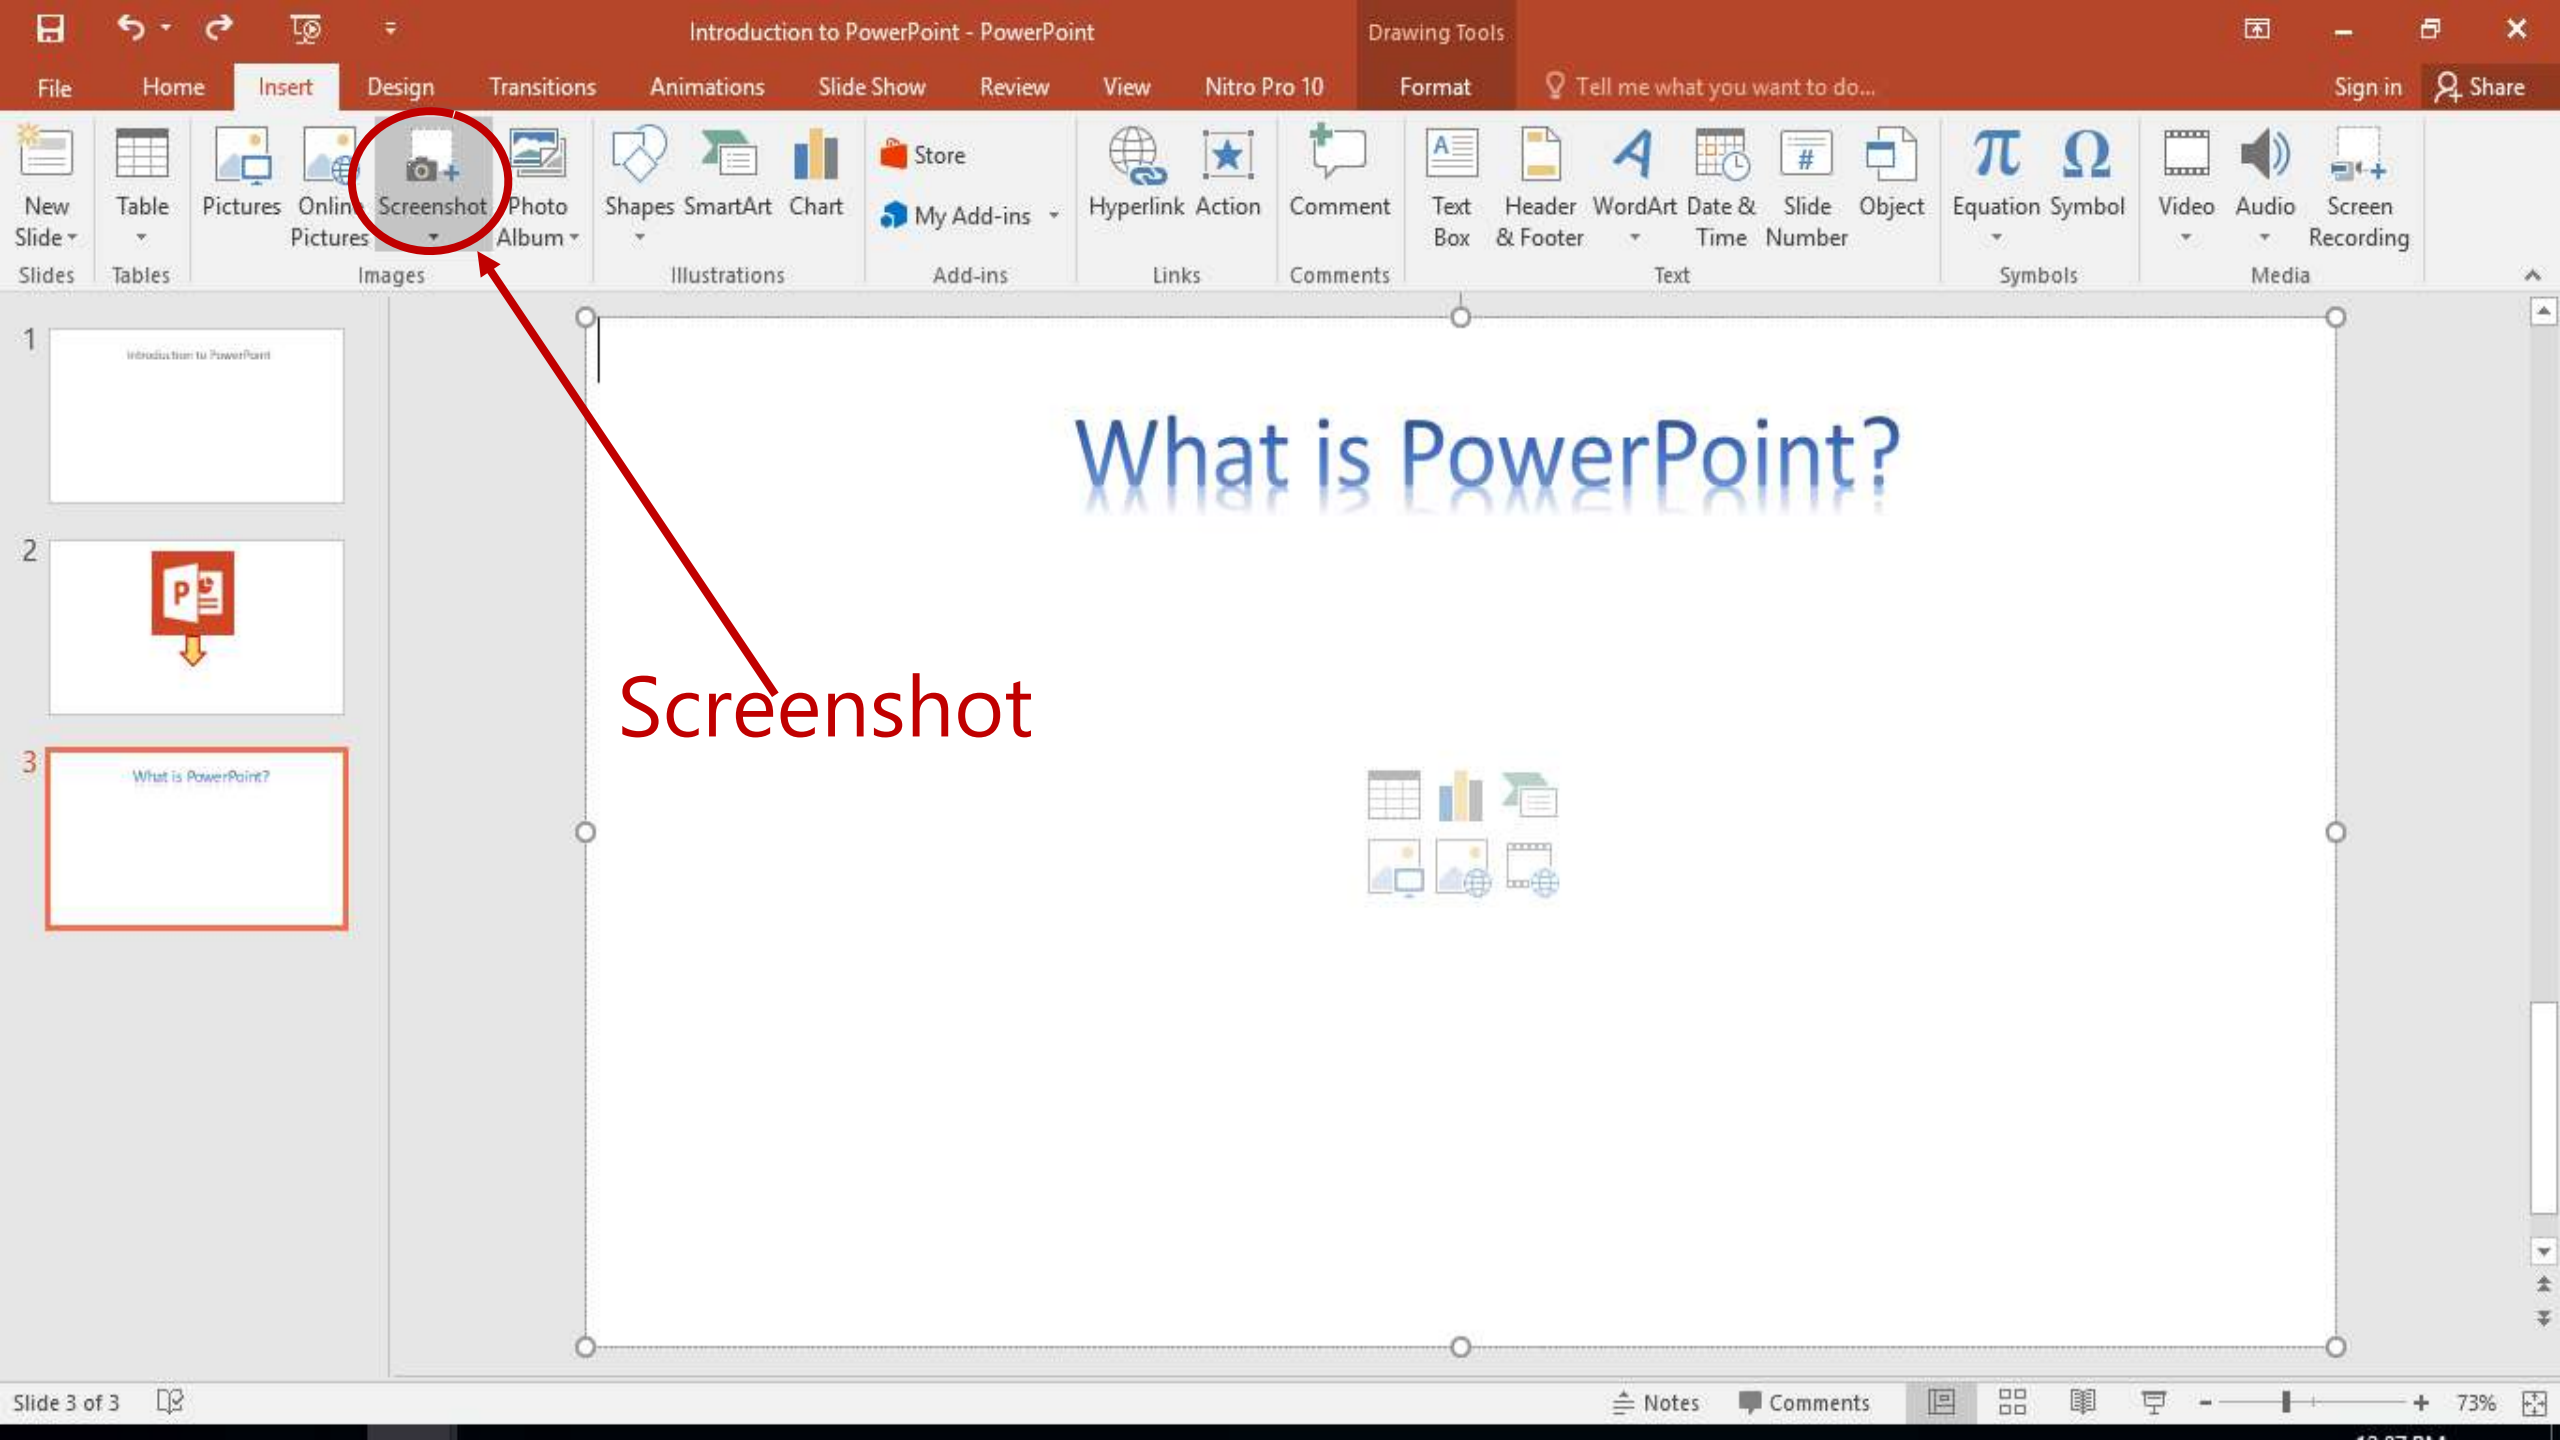 Introduction to PowerPoint - PowerPoint
Drawing Tools
File Home Insert Design Transitions Animations Slide Show Review View Nitro Pro 10 Format Tell me what you want to do... Sign in Share
New Slide
Table
Pictures
Online Pictures
Screenshot
Photo Album
Shapes
SmartArt
Chart
Store
My Add-ins
Hyperlink
Action
Comment
Text Box
Header & Footer
WordArt
Date & Time
Slide Number
Object
Equation
Symbol
Video
Audio
Screen Recording
Slides Tables Images Illustrations Add-ins Links Comments Text Symbols Media
1
Introduction to PowerPoint
2
P
3
What is PowerPoint?
What is PowerPoint?
Screenshot
Slide 3 of 3
Notes Comments 73%